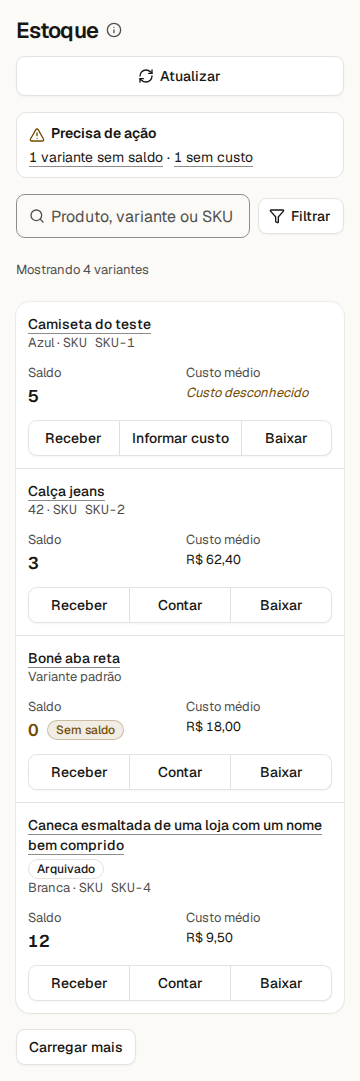 Estoque
Atualizar
Precisa de ação
1 variante sem saldo · 1 sem custo
Produto, variante ou SKU
Filtrar
Mostrando 4 variantes
Camiseta do teste
Azul · SKU SKU-1
Saldo Custo médio
5 Custo desconhecido
Receber Informar custo Baixar
Calça jeans
42 · SKU SKU-2
Saldo Custo médio
3 R$ 62,40
Receber Contar Baixar
Boné aba reta
Variante padrão
Saldo Custo médio
0 Sem saldo R$ 18,00
Receber Contar Baixar
Caneca esmaltada de uma loja com um nome
bem comprido
Arquivado
Branca · SKU SKU-4
Saldo Custo médio
12 R$ 9,50
Receber Contar Baixar
Carregar mais